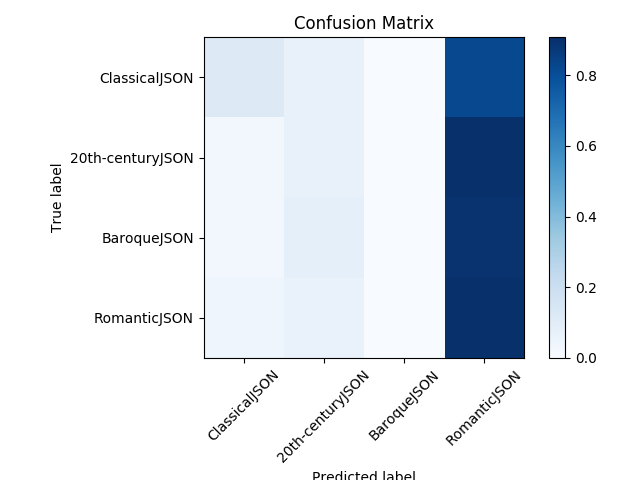 Confusion Matrix
ClassicalJSON
20th-centuryJSON
BaroqueJSON
RomanticJSON
True label
ClassicalJSON
20th-centuryJSON
BaroqueJSON
RomanticJSON
Predicted label
0.8
0.6
0.4
0.2
0.0